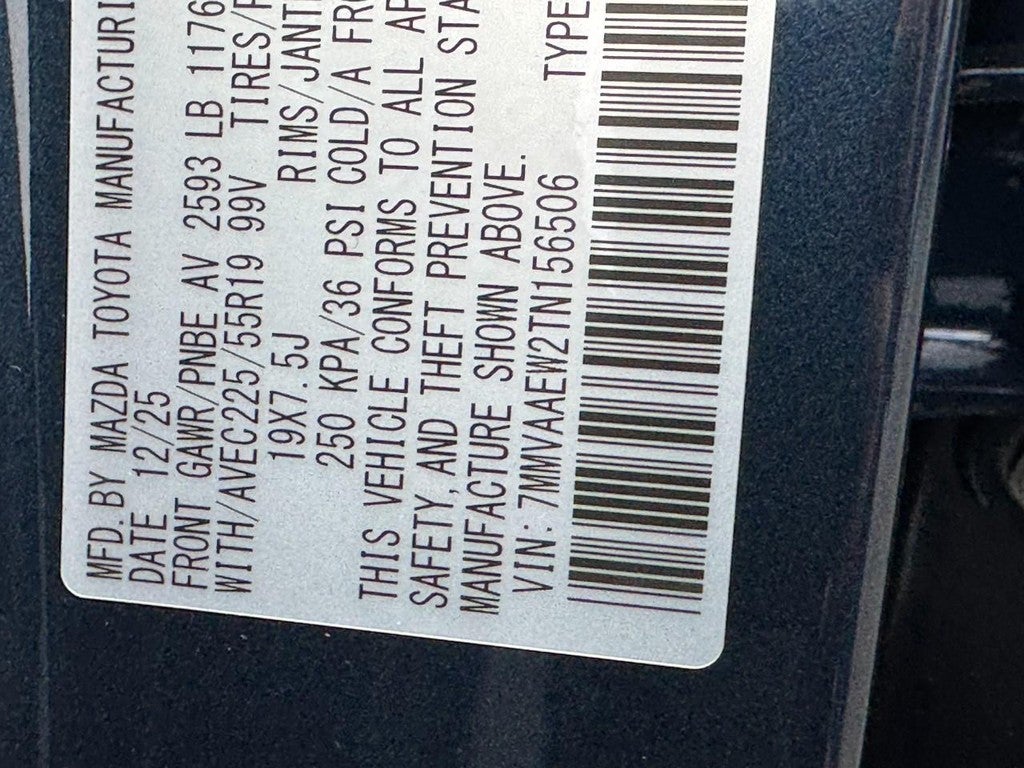 MFD. BY MAZDA TOYOTA MANUFACTURI
DATE 12/25
FRONT GAWR/PNBE AV 2593 LB 1176
WITH/AVEC225/55R19 99V TIRES/P
19X7.5J RIMS/JANT
250 KPA/36 PSI COLD/A FRO
THIS VEHICLE CONFORMS TO ALL AP
SAFETY, AND THEFT PREVENTION STA
MANUFACTURE SHOWN ABOVE.
VIN: 7MMVAAEW2TN156506 TYPE